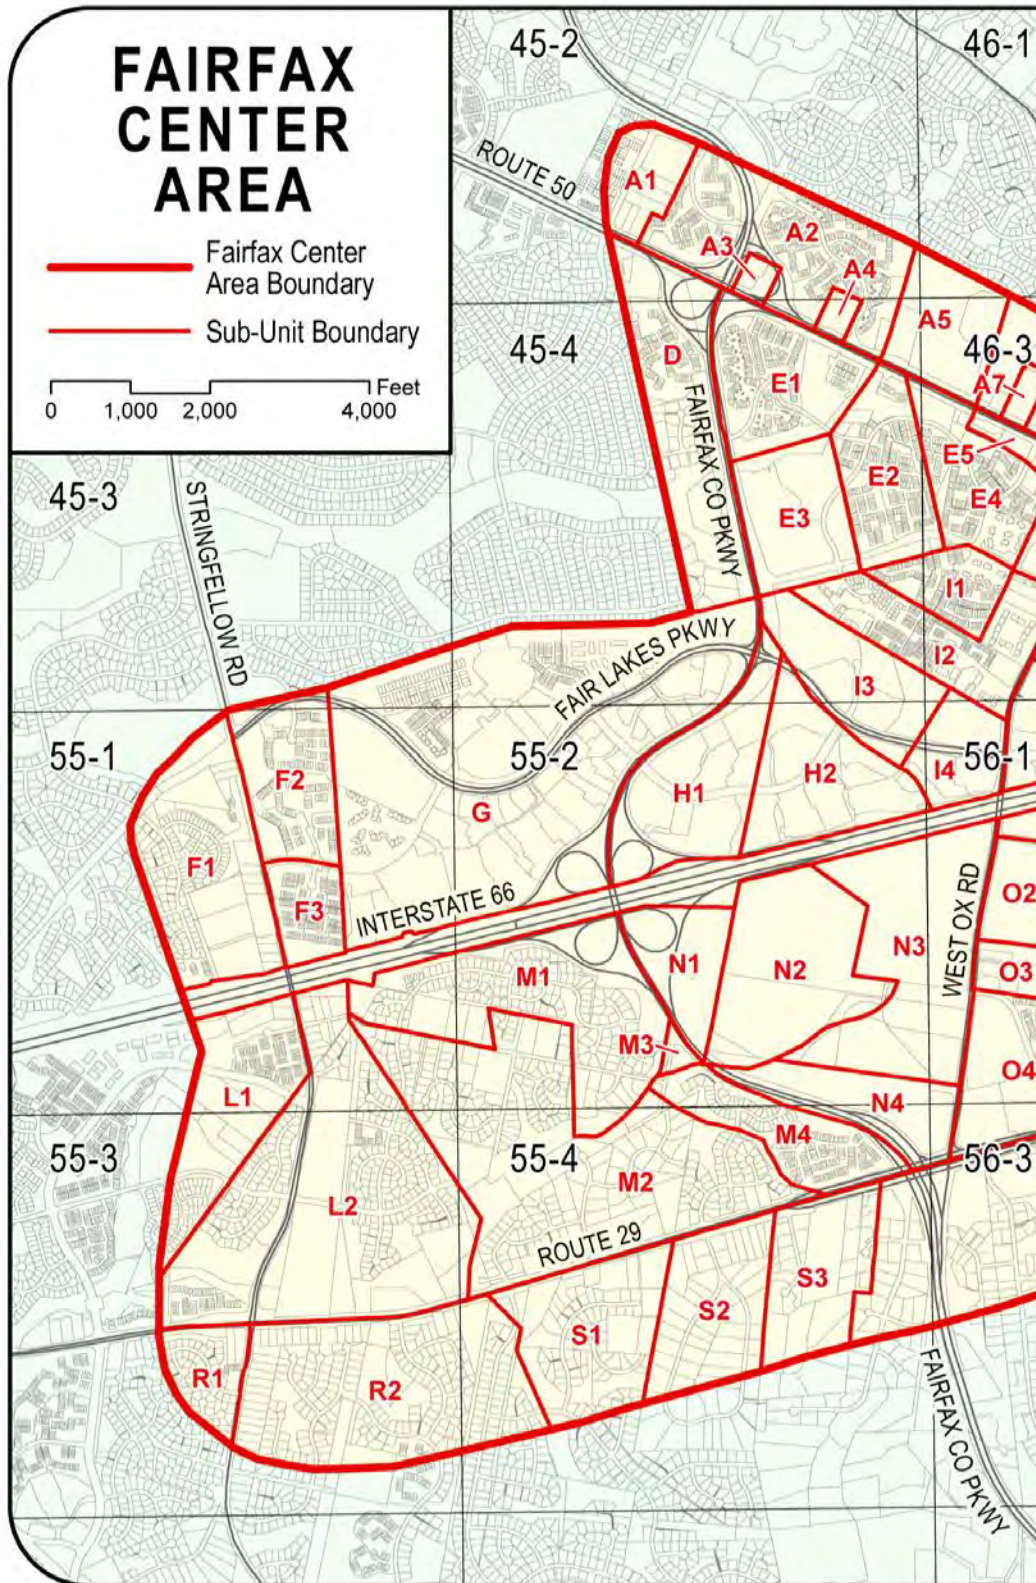 FAIRFAX
CENTER
AREA
Fairfax Center
Area Boundary
Sub-Unit Boundary
Feet
0 1,000 2,000 4,000
45-2
46-1
ROUTE 50
A1
A2
A3
A4
A5
45-4
46-3
D
E1
A7
FAIRFAX CO PKWY
E5
E2
E4
45-3
E3
STRINGFELLOW RD
I1
FAIR LAKES PKWY
I2
I3
55-1
55-2
56-1
F2
H1
H2
I4
G
F1
INTERSTATE 66
F3
WEST OX RD
O2
N3
M1
N1
N2
O3
M3
O4
L1
N4
M4
55-3
55-4
56-3
M2
L2
ROUTE 29
S3
S2
S1
R1
R2
FAIRFAX CO PKWY